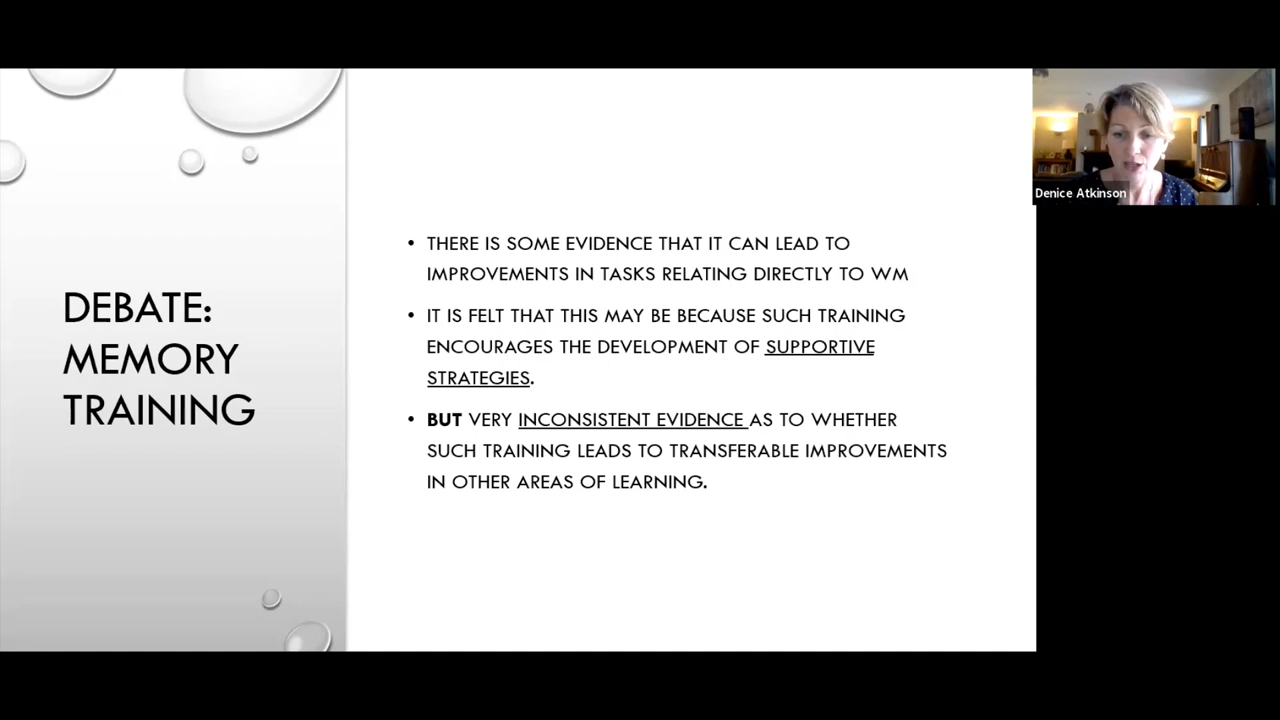 DEBATE:
MEMORY
TRAINING
• THERE IS SOME EVIDENCE THAT IT CAN LEAD TO
IMPROVEMENTS IN TASKS RELATING DIRECTLY TO WM
• IT IS FELT THAT THIS MAY BE BECAUSE SUCH TRAINING
ENCOURAGES THE DEVELOPMENT OF SUPPORTIVE
STRATEGIES.
• BUT VERY INCONSISTENT EVIDENCE AS TO WHETHER
SUCH TRAINING LEADS TO TRANSFERABLE IMPROVEMENTS
IN OTHER AREAS OF LEARNING.
Denice Atkinson